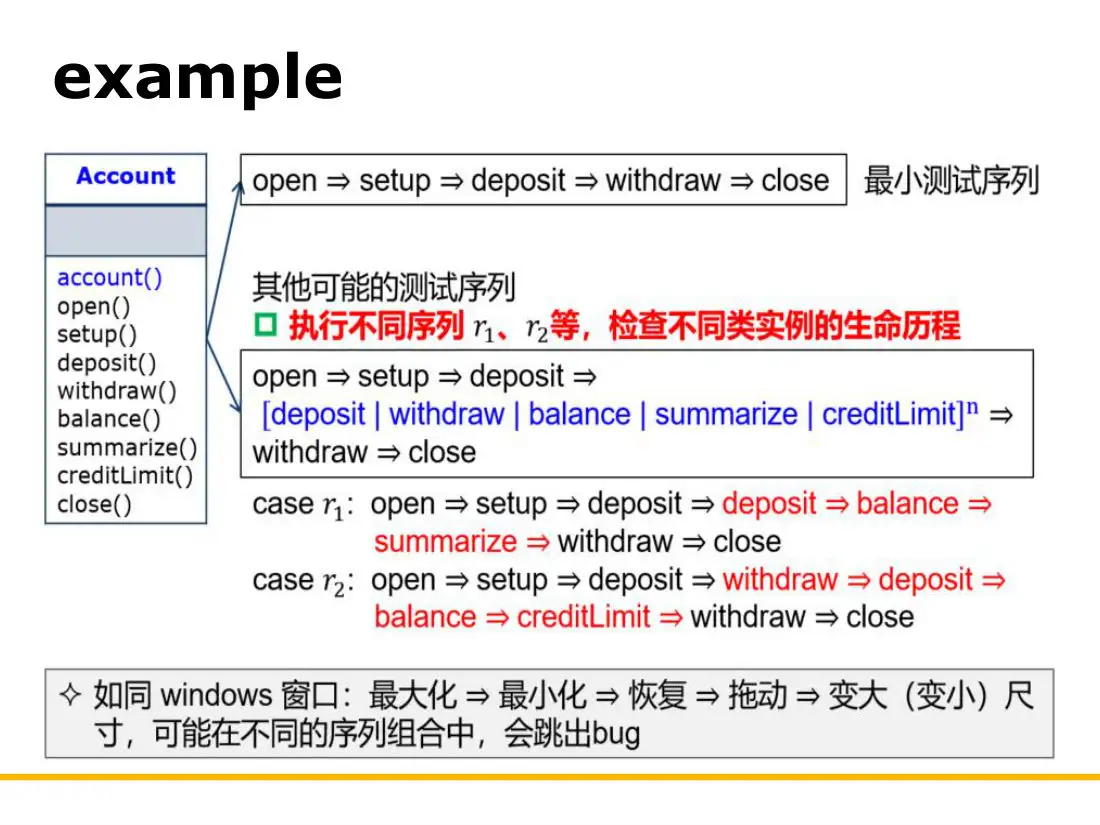 example
Account
account()
open()
setup()
deposit()
withdraw()
balance()
summarize()
creditLimit()
close()
open ⇒ setup ⇒ deposit ⇒ withdraw ⇒ close
最小测试序列
其他可能的测试序列
执行不同序列 r₁、r₂等，检查不同类实例的生命历程
open ⇒ setup ⇒ deposit ⇒
[deposit | withdraw | balance | summarize | creditLimit]ⁿ ⇒
withdraw ⇒ close
case r₁: open ⇒ setup ⇒ deposit ⇒ deposit ⇒ balance ⇒
summarize ⇒ withdraw ⇒ close
case r₂: open ⇒ setup ⇒ deposit ⇒ withdraw ⇒ deposit ⇒
balance ⇒ creditLimit ⇒ withdraw ⇒ close
✧ 如同 windows 窗口：最大化 ⇒ 最小化 ⇒ 恢复 ⇒ 拖动 ⇒ 变大（变小）尺
寸，可能在不同的序列组合中，会跳出bug